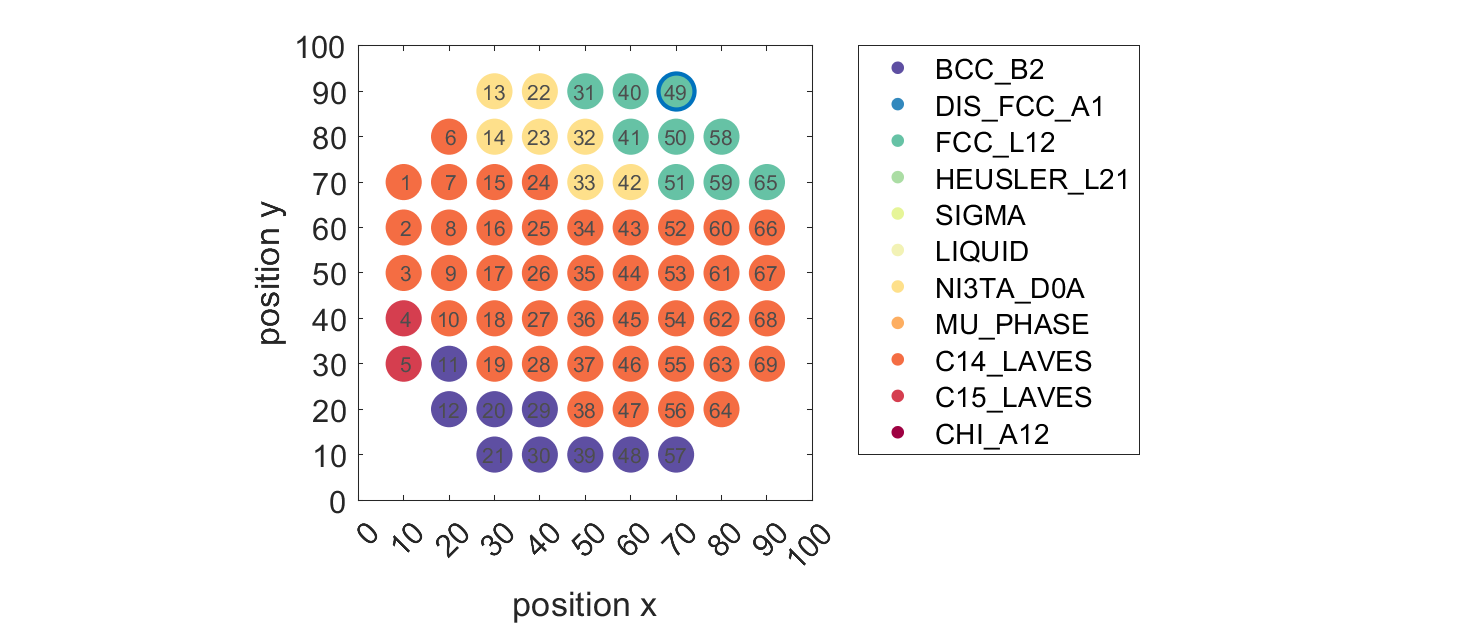 100
90
80
70
60
50
40
30
20
10
0
position y
13 22 31 40 49
6 14 23 32 41 50 58
1 7 15 24 33 42 51 59 65
2 8 16 25 34 43 52 60 66
3 9 17 26 35 44 53 61 67
4 10 18 27 36 45 54 62 68
5 11 19 28 37 46 55 63 69
12 20 29 38 47 56 64
21 30 39 48 57
0 10 20 30 40 50 60 70 80 90 100
position x
BCC_B2
DIS_FCC_A1
FCC_L12
HEUSLER_L21
SIGMA
LIQUID
NI3TA_D0A
MU_PHASE
C14_LAVES
C15_LAVES
CHI_A12